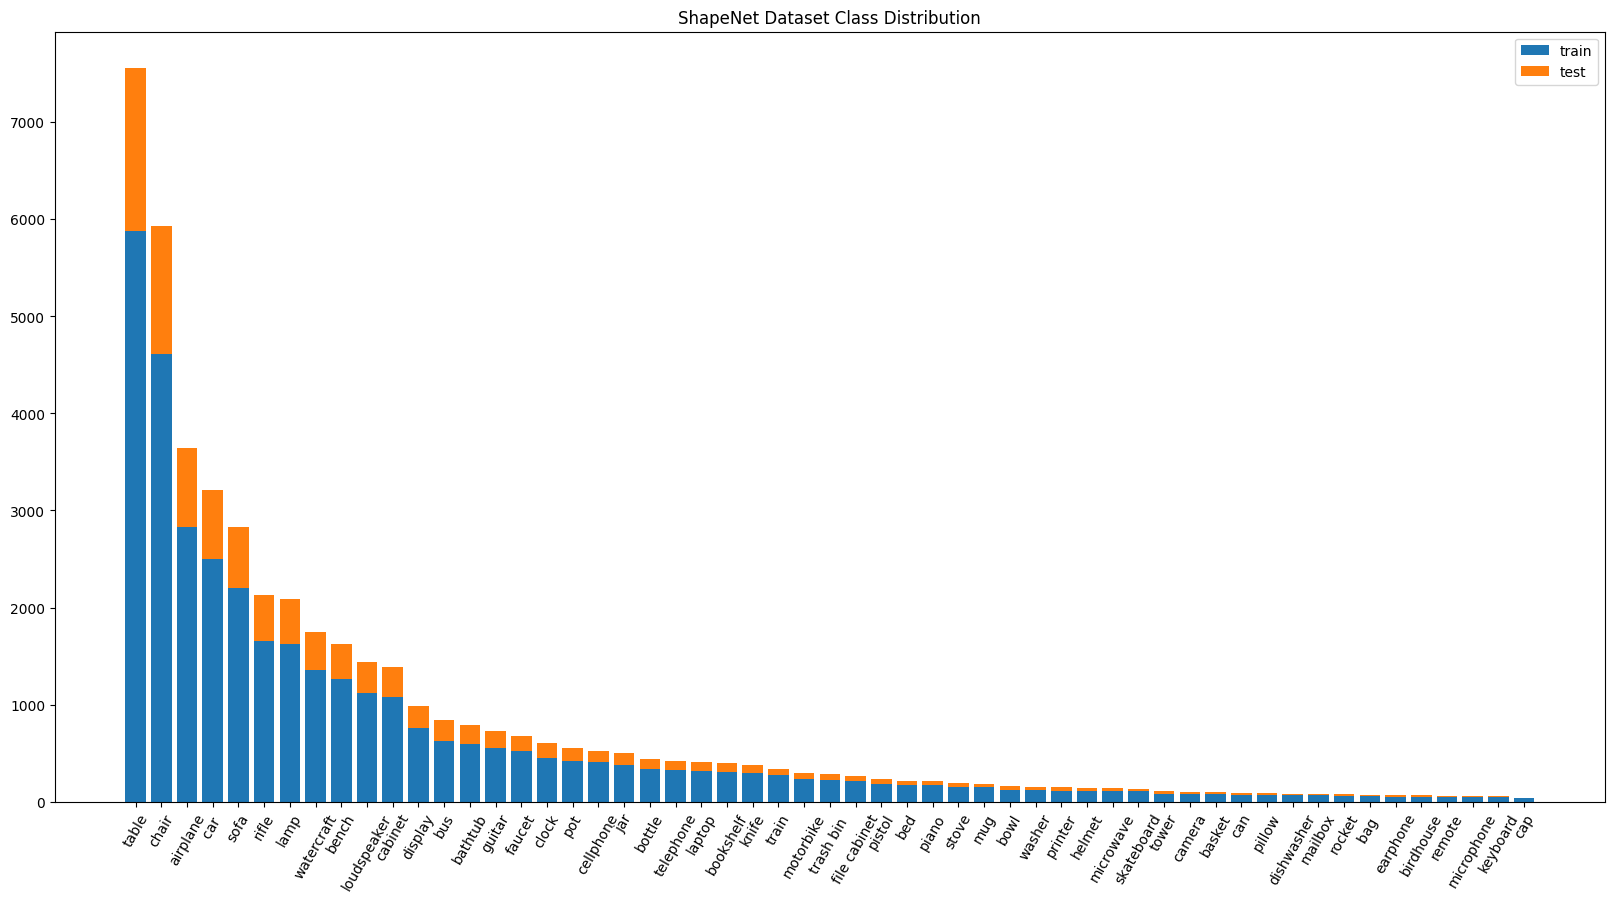 ShapeNet Dataset Class Distribution
train
test
7000
6000
5000
4000
3000
2000
1000
0
table
chair
airplane
car
sofa
rifle
lamp
watercraft
bench
loudspeaker
cabinet
display
bus
bathtub
guitar
faucet
clock
pot
cellphone
jar
bottle
telephone
laptop
bookshelf
knife
train
motorbike
trash bin
file cabinet
pistol
bed
piano
stove
mug
bowl
washer
printer
helmet
microwave
skateboard
tower
camera
basket
can
pillow
dishwasher
mailbox
rocket
bag
earphone
birdhouse
remote
microphone
keyboard
cap